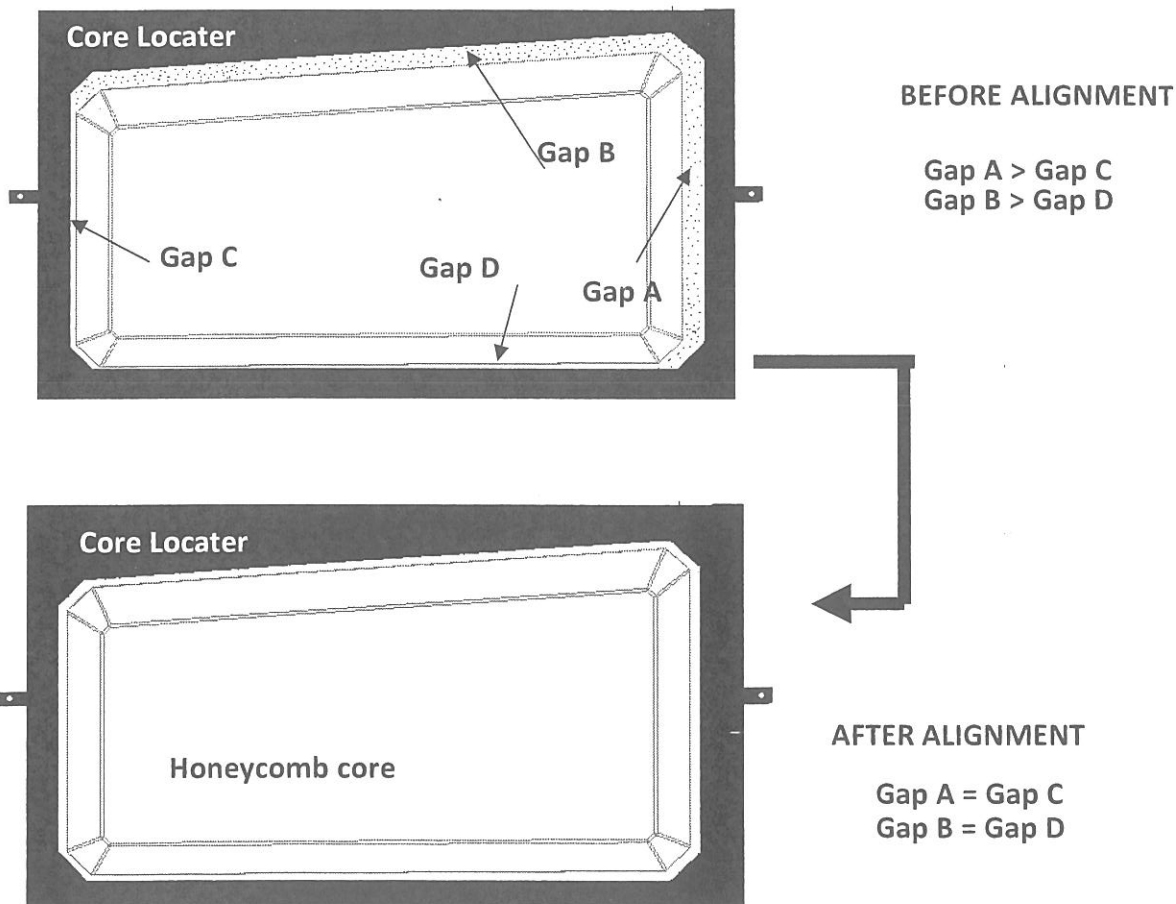 Core Locater
BEFORE ALIGNMENT
Gap B
Gap A > Gap C
Gap B > Gap D
Gap C
Gap D
Gap A
Core Locater
AFTER ALIGNMENT
Honeycomb core
Gap A = Gap C
Gap B = Gap D